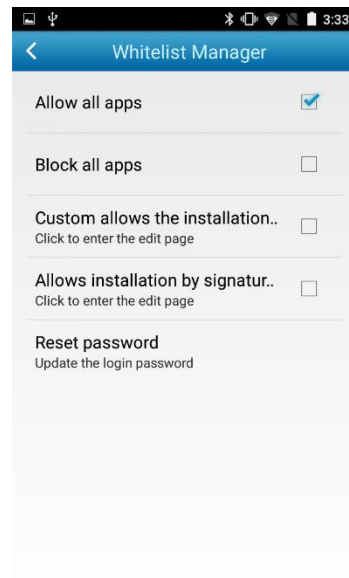 3:33
Whitelist Manager
Allow all apps
Block all apps
Custom allows the installation..
Click to enter the edit page
Allows installation by signatur..
Click to enter the edit page
Reset password
Update the login password